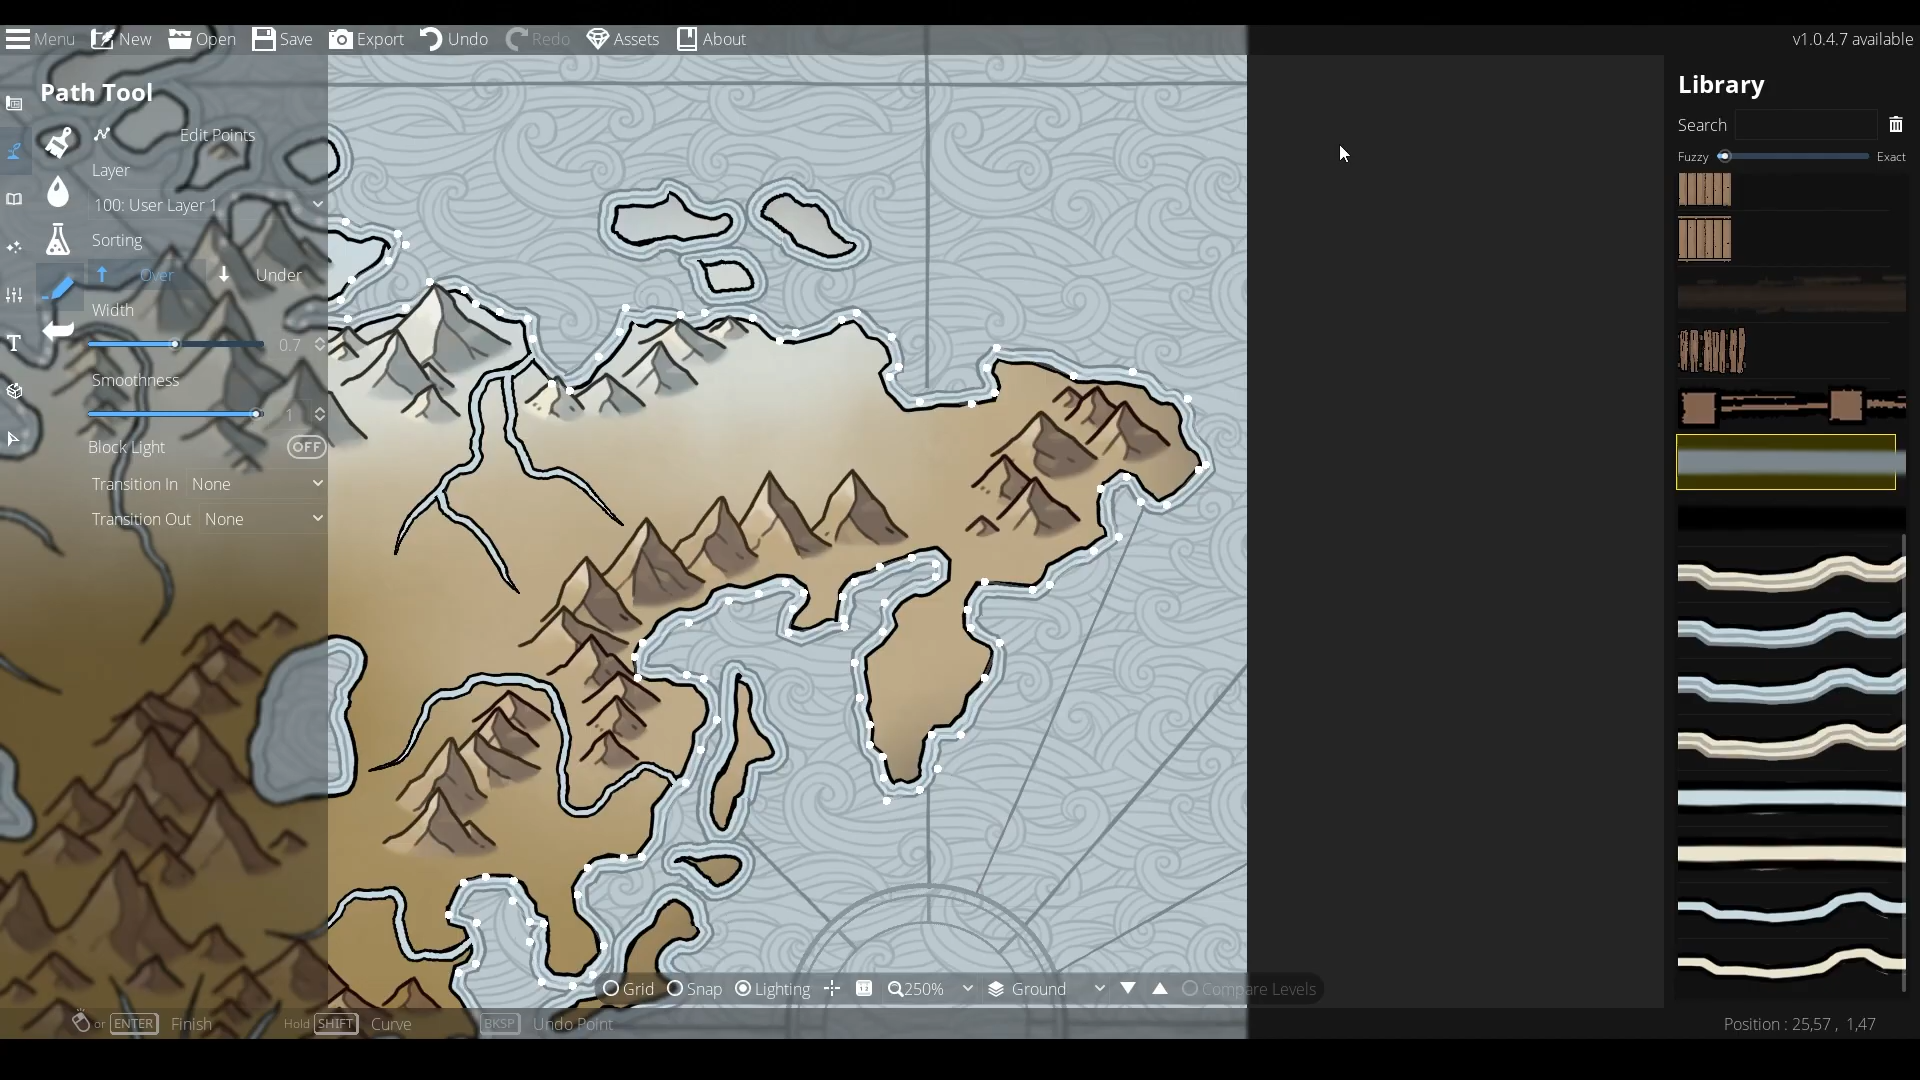 Menu New Open Save Export Undo Redo Assets About v1.0.4.7 available
Path Tool
Edit Points
Layer
100: User Layer 1
Sorting
Over Under
Width
0.7
Smoothness
1
Block Light OFF
Transition In None
Transition Out None
Library
Search
Fuzzy Exact
Grid Snap Lighting 250% Ground Compare Levels
or ENTER Finish Hold SHIFT Curve BKSP Undo Point Position : 25,57 , 1,47